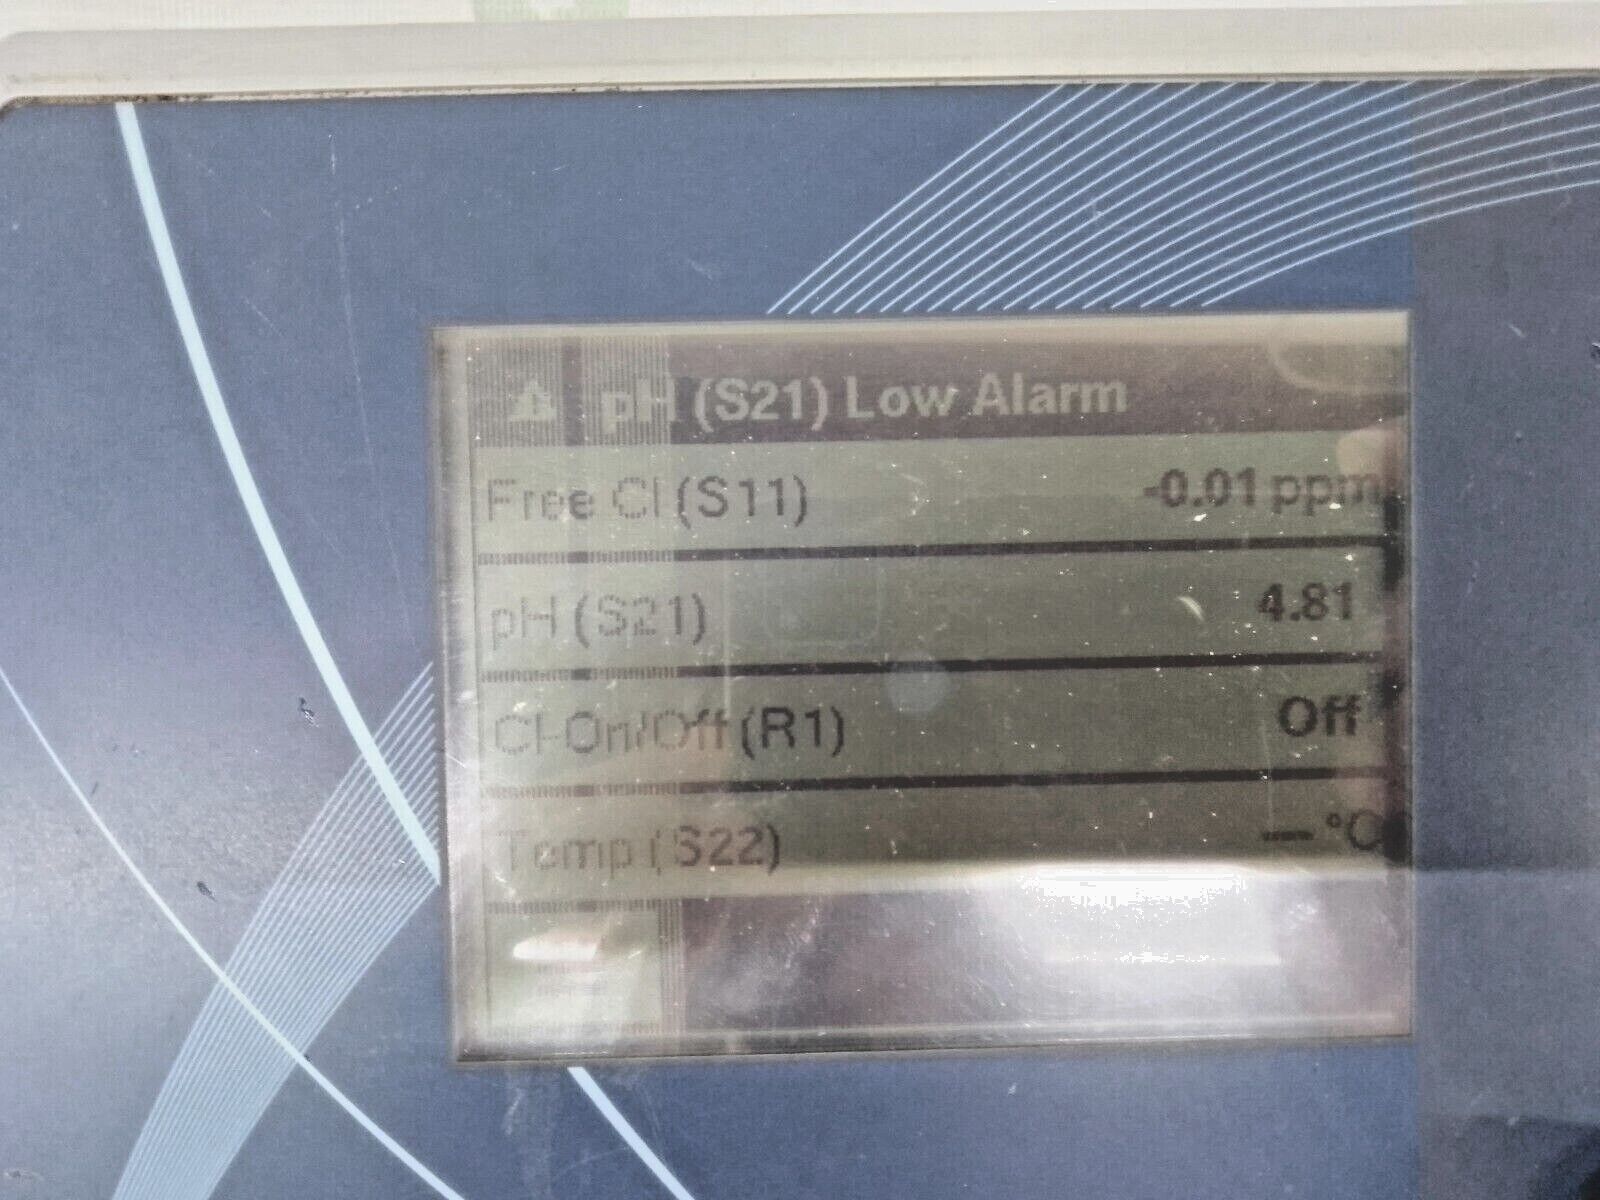 pH (S21) Low Alarm
Free Cl (S11) -0.01 ppm
pH (S21) 4.81
Cl-On/Off (R1) Off
Temp (S22) --- °C